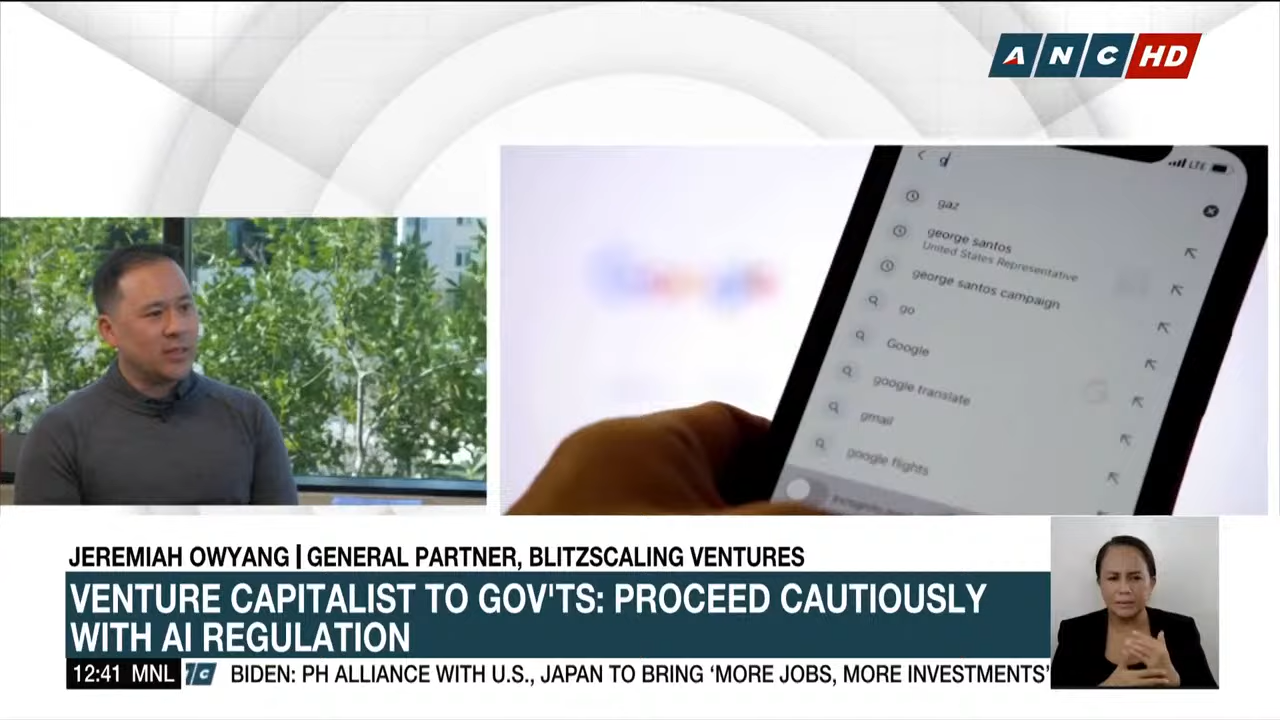 ANC HD
g
LTE
gaz
george santos
United States Representative
george santos campaign
go
Google
google translate
gmail
google flights
Google
JEREMIAH OWYANG | GENERAL PARTNER, BLITZSCALING VENTURES
VENTURE CAPITALIST TO GOV'TS: PROCEED CAUTIOUSLY
WITH AI REGULATION
12:41 MNL
BIDEN: PH ALLIANCE WITH U.S., JAPAN TO BRING ‘MORE JOBS, MORE INVESTMENTS’